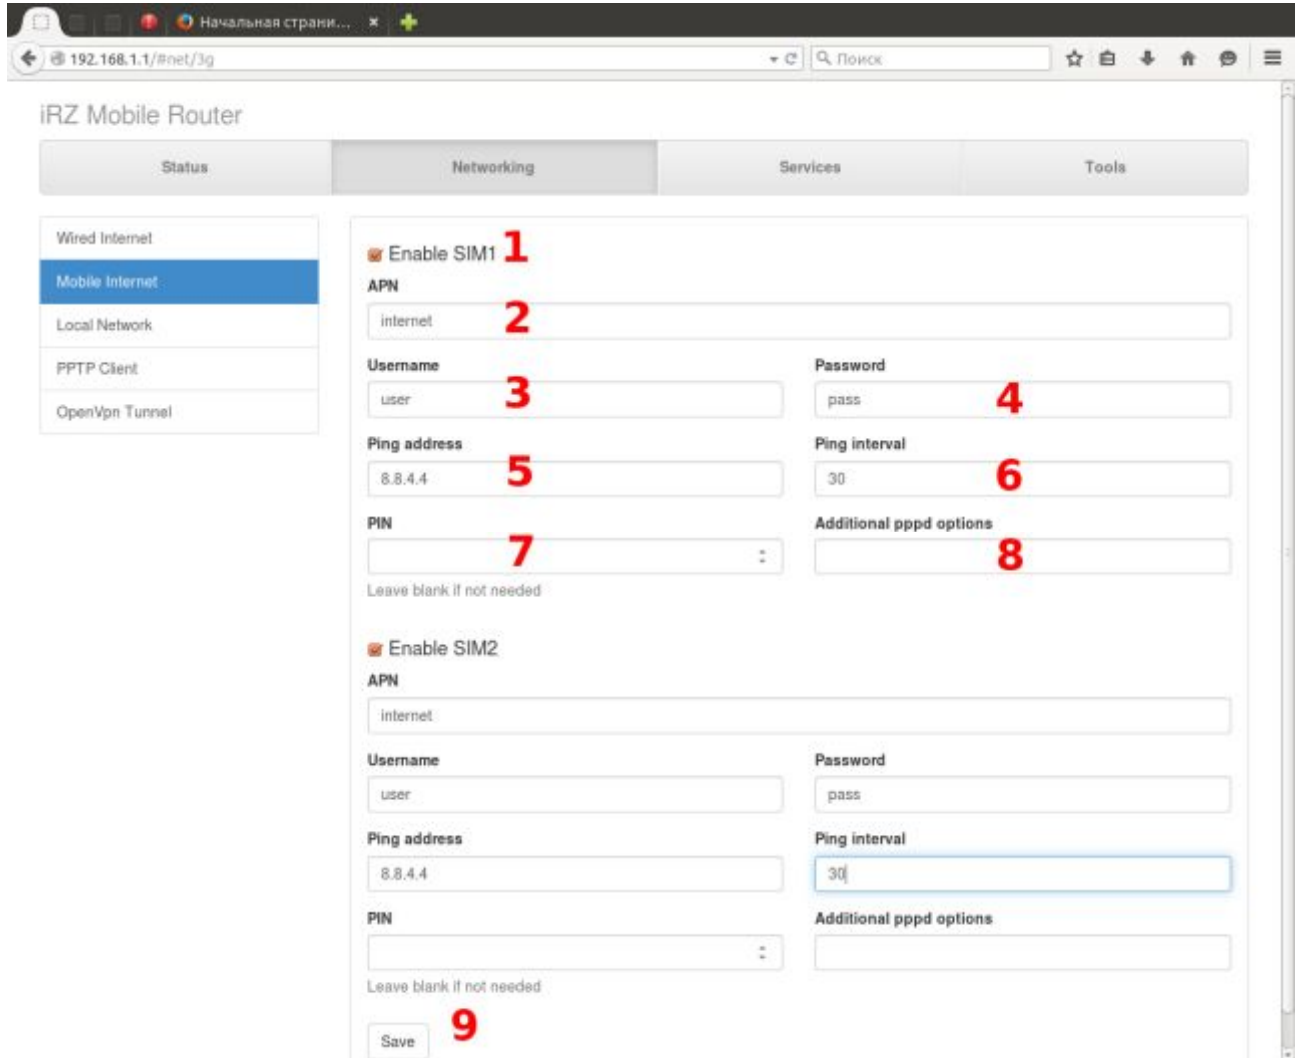 Начальная страни...
192.168.1.1/#net/3g
Поиск
iRZ Mobile Router
Status Networking Services Tools
Wired Internet
Mobile Internet
Local Network
PPTP Client
OpenVpn Tunnel
Enable SIM1 1
APN
internet 2
Username Password
user 3 pass 4
Ping address Ping interval
8.8.4.4 5 30 6
PIN Additional pppd options
7 8
Leave blank if not needed
Enable SIM2
APN
internet
Username Password
user pass
Ping address Ping interval
8.8.4.4 30
PIN Additional pppd options
Leave blank if not needed
Save 9